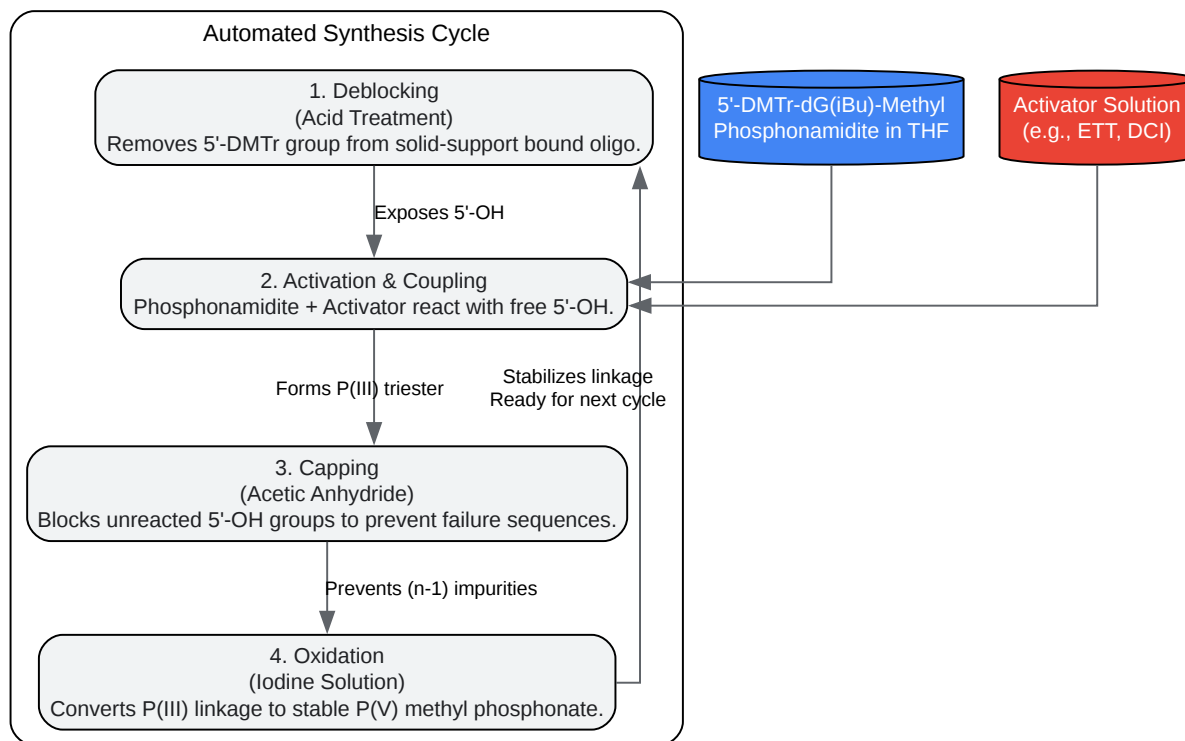 Automated Synthesis Cycle
1. Deblocking
(Acid Treatment)
Removes 5'-DMTr group from solid-support bound oligo.
5'-DMTr-dG(iBu)-Methyl
Phosphonamidite in THF
Activator Solution
(e.g., ETT, DCI)
Exposes 5'-OH
2. Activation & Coupling
Phosphonamidite + Activator react with free 5'-OH.
Forms P(III) triester
Stabilizes linkage
Ready for next cycle
3. Capping
(Acetic Anhydride)
Blocks unreacted 5'-OH groups to prevent failure sequences.
Prevents (n-1) impurities
4. Oxidation
(Iodine Solution)
Converts P(III) linkage to stable P(V) methyl phosphonate.